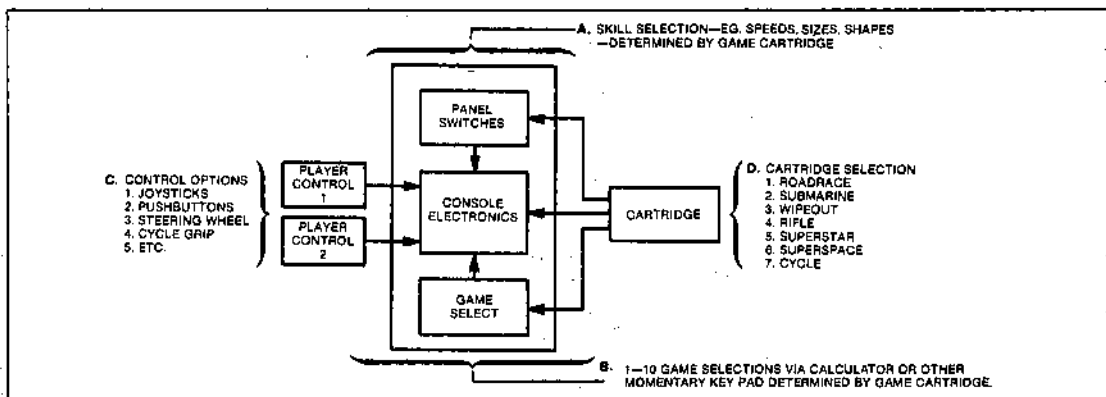 A. SKILL SELECTION—EG. SPEEDS, SIZES, SHAPES
—DETERMINED BY GAME CARTRIDGE
PANEL
SWITCHES
C. CONTROL OPTIONS
1. JOYSTICKS
2. PUSHBUTTONS
3. STEERING WHEEL
4. CYCLE GRIP
5. ETC.
PLAYER
CONTROL
1
PLAYER
CONTROL
2
CONSOLE
ELECTRONICS
GAME
SELECT
CARTRIDGE
D. CARTRIDGE SELECTION
1. ROADRACE
2. SUBMARINE
3. WIPEOUT
4. RIFLE
5. SUPERSTAR
6. SUPERSPACE
7. CYCLE
B. 1—10 GAME SELECTIONS VIA CALCULATOR OR OTHER
MOMENTARY KEY PAD DETERMINED BY GAME CARTRIDGE.